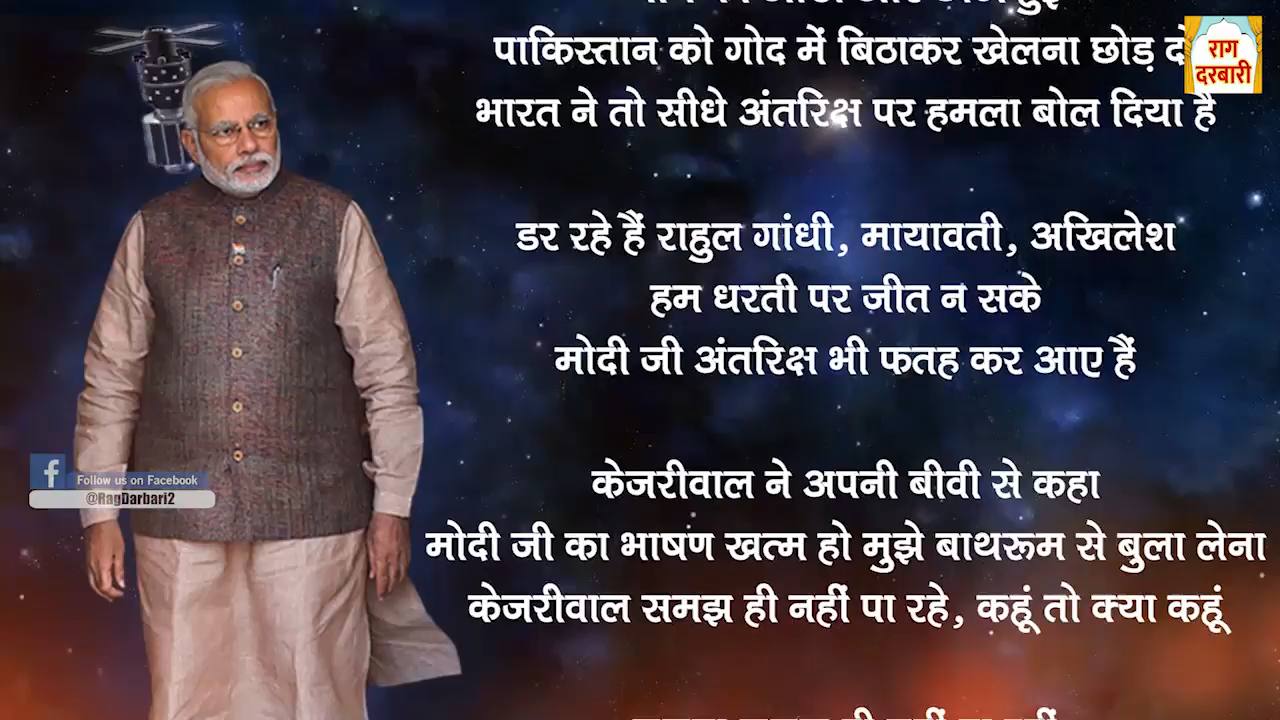 पाकिस्तान को गोद में बिठाकर खेलना छोड़
राग
दरबारी
भारत ने तो सीधे अंतरिक्ष पर हमला बोल दिया है
डर रहे हैं राहुल गांधी, मायावती, अखिलेश
हम धरती पर जीत न सके
मोदी जी अंतरिक्ष भी फतह कर आए हैं
केजरीवाल ने अपनी बीवी से कहा
Follow us on Facebook
@RagDarbari2
मोदी जी का भाषण खत्म हो मुझे बाथरूम से बुला लेना
केजरीवाल समझ ही नहीं पा रहे, कहूं तो क्या कहूं